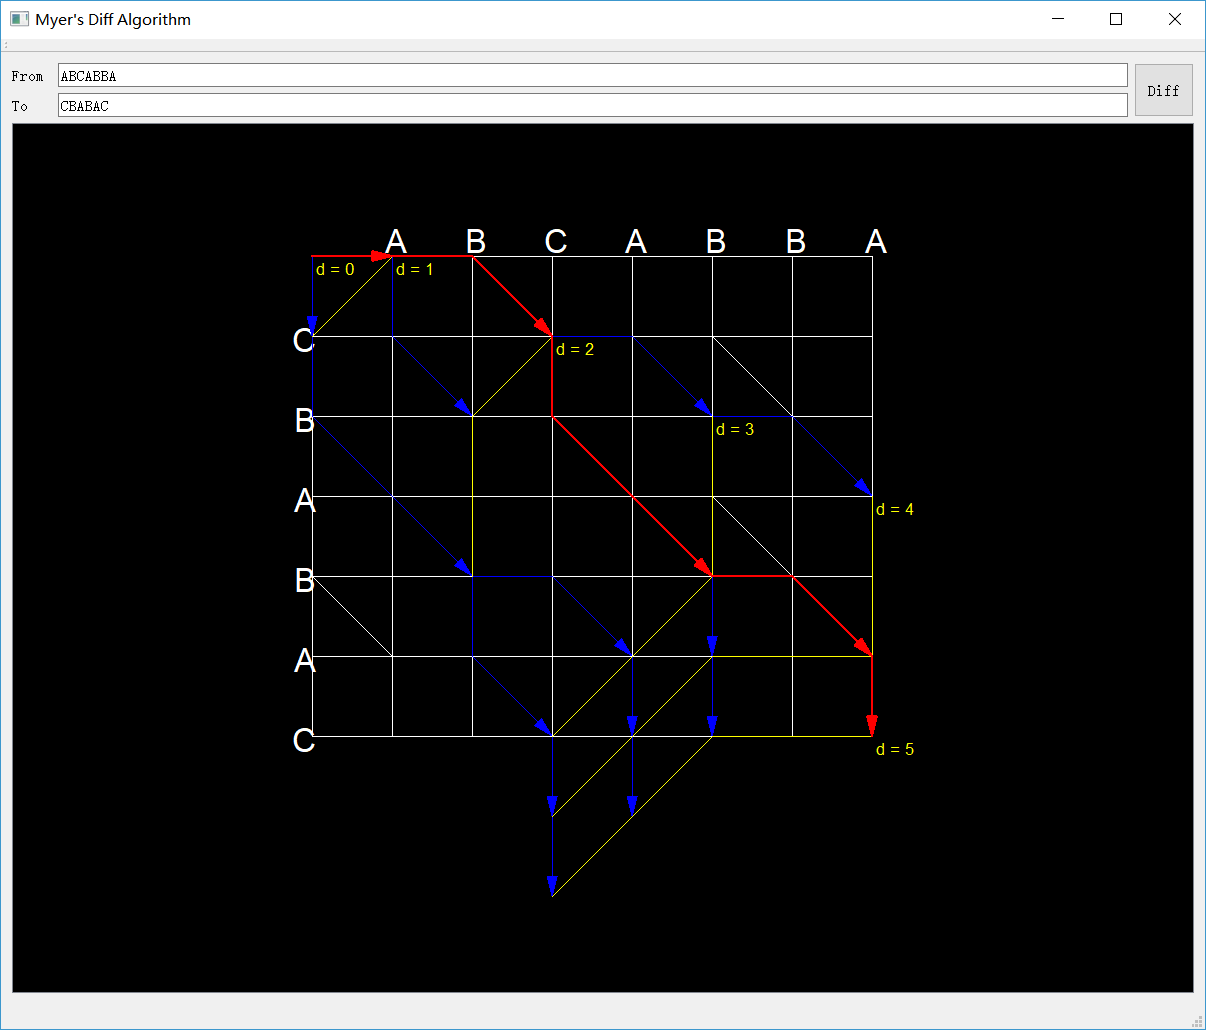 Myer's Diff Algorithm
From ABCABBA
Diff
To CBABAC
A B C A B B A
d = 0 d = 1
C
d = 2
B
d = 3
A
d = 4
B
A
C
d = 5